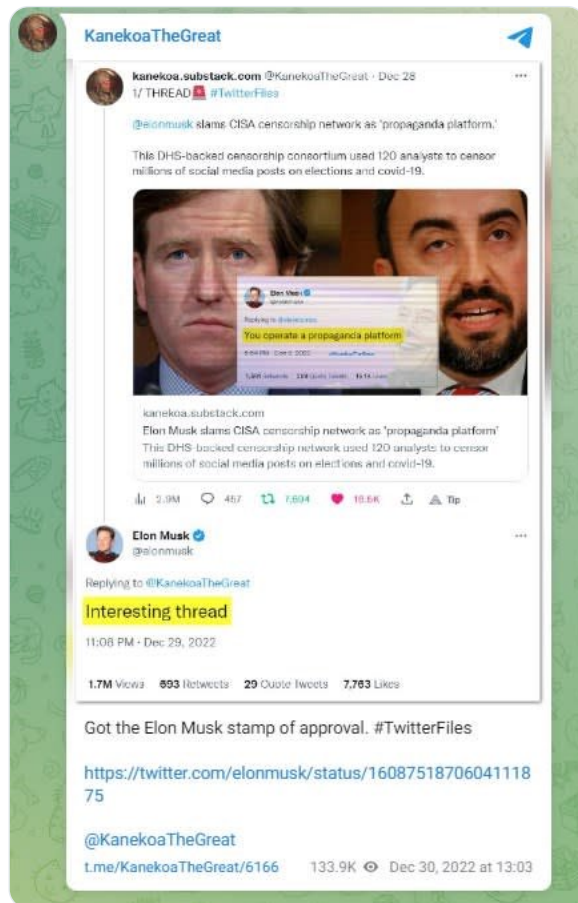 KanekoaTheGreat
kanekoa.substack.com @KanekoaTheGreat · Dec 28
1/ THREAD🚨 #TwitterFiles
@elonmusk slams CISA censorship network as 'propaganda platform.'
This DHS-backed censorship consortium used 120 analysts to censor
millions of social media posts on elections and covid-19.
Elon Musk
Replying to
You operate a propaganda platform
kanekoa.substack.com
Elon Musk slams CISA censorship network as 'propaganda platform'
This DHS-backed censorship network used 120 analysts to censor
millions of social media posts on elections and covid-19.
2.9M 457 7,694 Tip
Elon Musk
@elonmusk
Replying to @KanekoaTheGreat
Interesting thread
11:08 PM · Dec 29, 2022
1.7M Views 693 Retweets 29 Quote Tweets 7,763 Likes
Got the Elon Musk stamp of approval. #TwitterFiles
https://twitter.com/elonmusk/status/16087518706041118
75
@KanekoaTheGreat
t.me/KanekoaTheGreat/6166 133.9K Dec 30, 2022 at 13:03